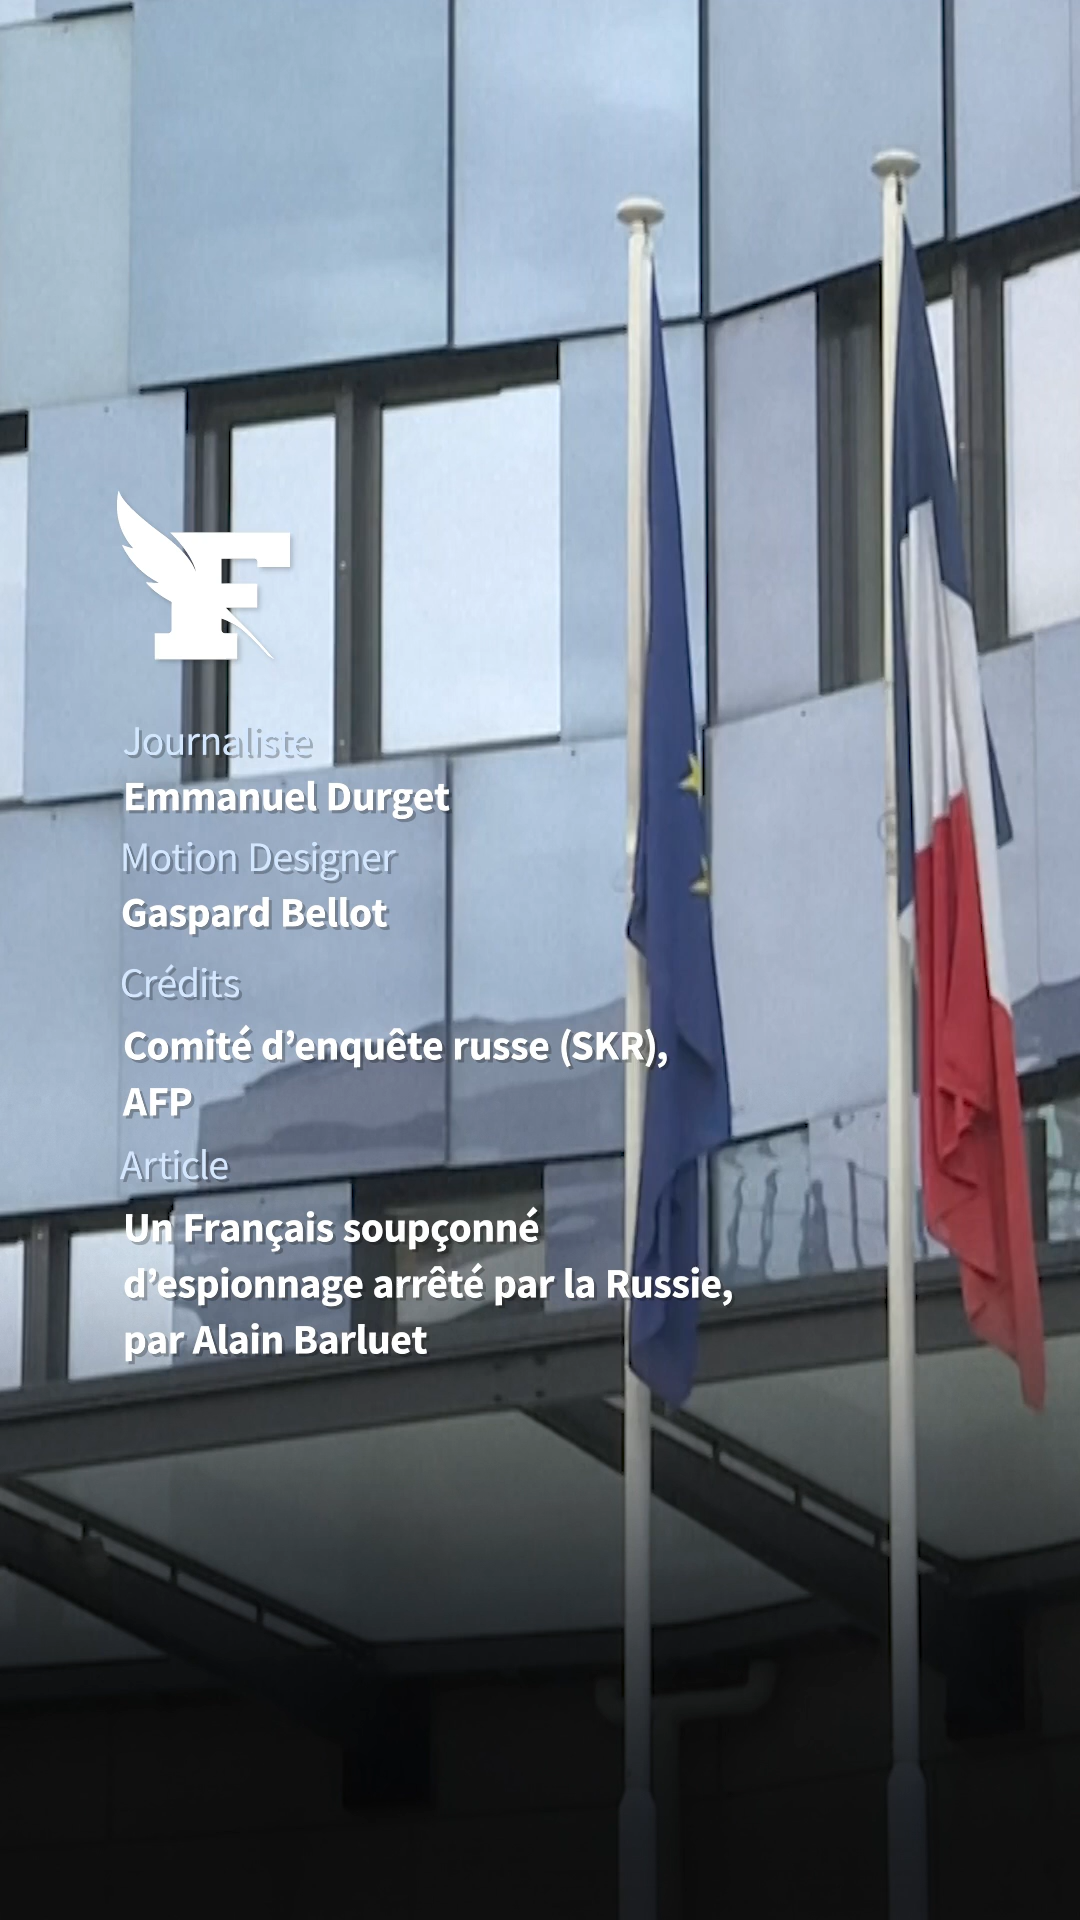 F
Journaliste
Emmanuel Durget
Motion Designer
Gaspard Bellot
Crédits
Comité d’enquête russe (SKR),
AFP
Article
Un Français soupçonné
d’espionnage arrêté par la Russie,
par Alain Barluet